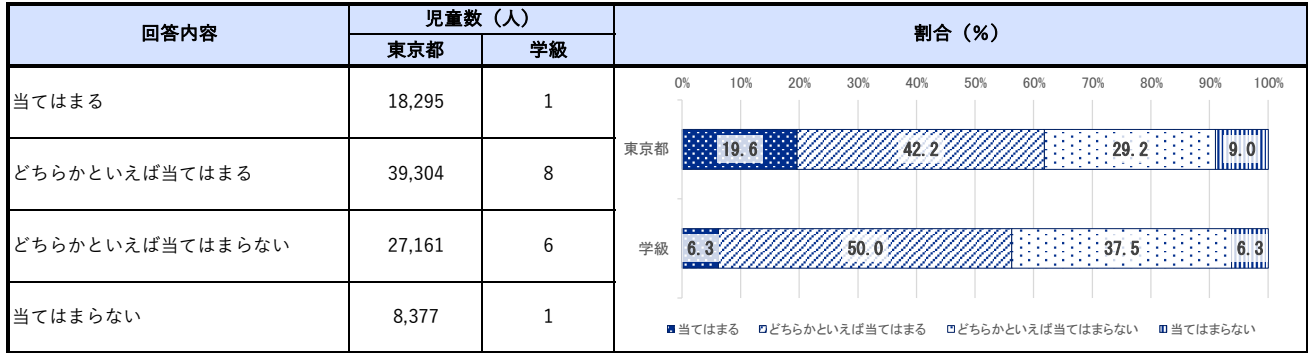 回答内容 児童数（人） 割合（%）
東京都 学級
当てはまる 18,295 1
どちらかといえば当てはまる 39,304 8
どちらかといえば当てはまらない 27,161 6
当てはまらない 8,377 1
0% 10% 20% 30% 40% 50% 60% 70% 80% 90% 100%
東京都 19.6 42.2 29.2 9.0
学級 6.3 50.0 37.5 6.3
当てはまる どちらかといえば当てはまる どちらかといえば当てはまらない 当てはまらない